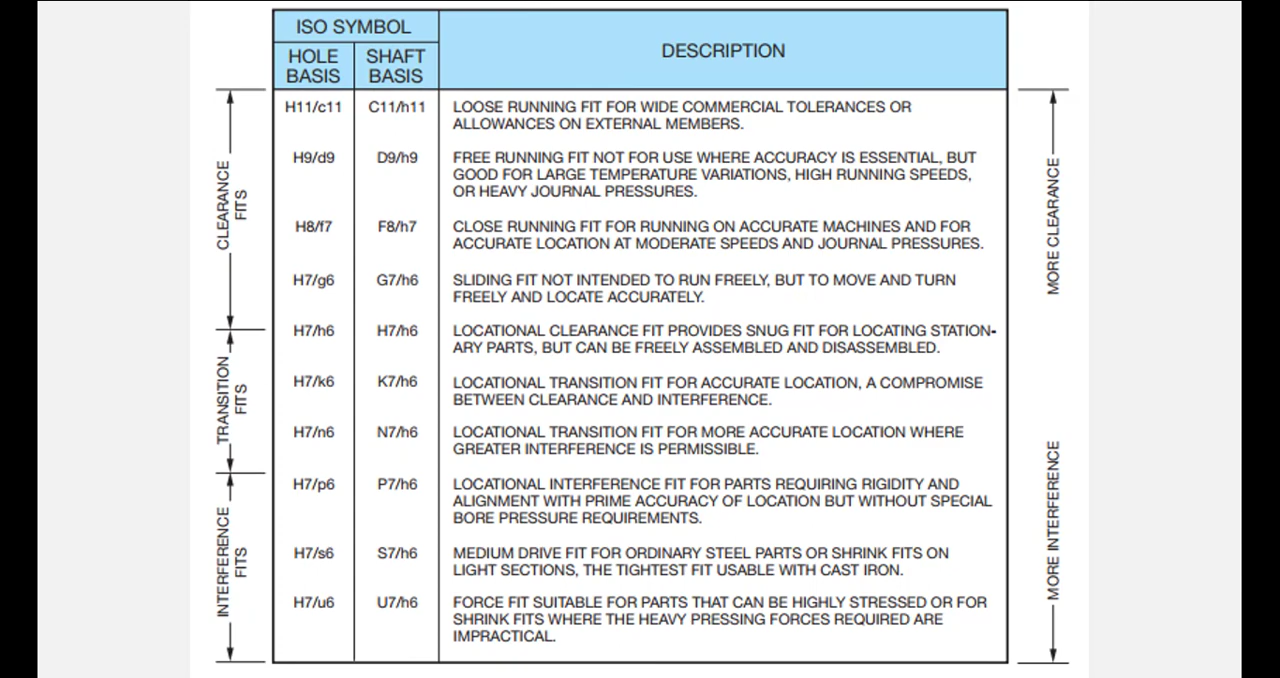 ISO SYMBOL
DESCRIPTION
HOLE
BASIS
SHAFT
BASIS
CLEARANCE
FITS
H11/c11
C11/h11
LOOSE RUNNING FIT FOR WIDE COMMERCIAL TOLERANCES OR
ALLOWANCES ON EXTERNAL MEMBERS.
H9/d9
D9/h9
FREE RUNNING FIT NOT FOR USE WHERE ACCURACY IS ESSENTIAL, BUT
GOOD FOR LARGE TEMPERATURE VARIATIONS, HIGH RUNNING SPEEDS,
OR HEAVY JOURNAL PRESSURES.
H8/f7
F8/h7
CLOSE RUNNING FIT FOR RUNNING ON ACCURATE MACHINES AND FOR
ACCURATE LOCATION AT MODERATE SPEEDS AND JOURNAL PRESSURES.
H7/g6
G7/h6
SLIDING FIT NOT INTENDED TO RUN FREELY, BUT TO MOVE AND TURN
FREELY AND LOCATE ACCURATELY.
TRANSITION
FITS
H7/h6
H7/h6
LOCATIONAL CLEARANCE FIT PROVIDES SNUG FIT FOR LOCATING STATION-
ARY PARTS, BUT CAN BE FREELY ASSEMBLED AND DISASSEMBLED.
H7/k6
K7/h6
LOCATIONAL TRANSITION FIT FOR ACCURATE LOCATION, A COMPROMISE
BETWEEN CLEARANCE AND INTERFERENCE.
H7/n6
N7/h6
LOCATIONAL TRANSITION FIT FOR MORE ACCURATE LOCATION WHERE
GREATER INTERFERENCE IS PERMISSIBLE.
INTERFERENCE
FITS
H7/p6
P7/h6
LOCATIONAL INTERFERENCE FIT FOR PARTS REQUIRING RIGIDITY AND
ALIGNMENT WITH PRIME ACCURACY OF LOCATION BUT WITHOUT SPECIAL
BORE PRESSURE REQUIREMENTS.
H7/s6
S7/h6
MEDIUM DRIVE FIT FOR ORDINARY STEEL PARTS OR SHRINK FITS ON
LIGHT SECTIONS, THE TIGHTEST FIT USABLE WITH CAST IRON.
H7/u6
U7/h6
FORCE FIT SUITABLE FOR PARTS THAT CAN BE HIGHLY STRESSED OR FOR
SHRINK FITS WHERE THE HEAVY PRESSING FORCES REQUIRED ARE
IMPRACTICAL.
MORE CLEARANCE
MORE INTERFERENCE